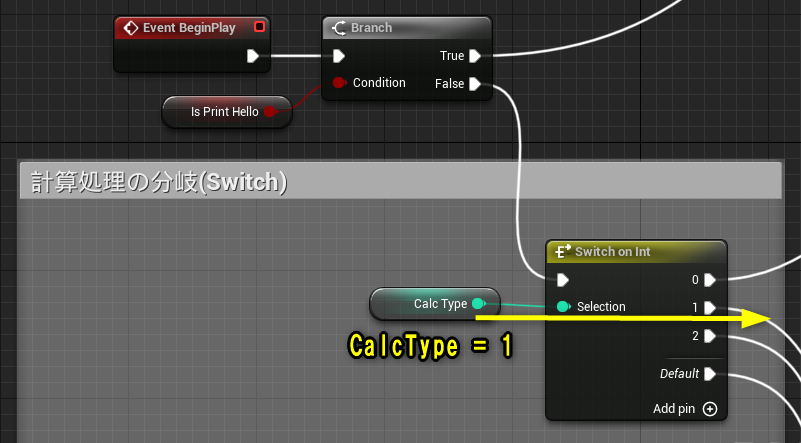 Event BeginPlay
Branch
True
Condition
False
Is Print Hello
計算処理の分岐(Switch)
Switch on Int
0
Calc Type
Selection
1
CalcType = 1
2
Default
Add pin